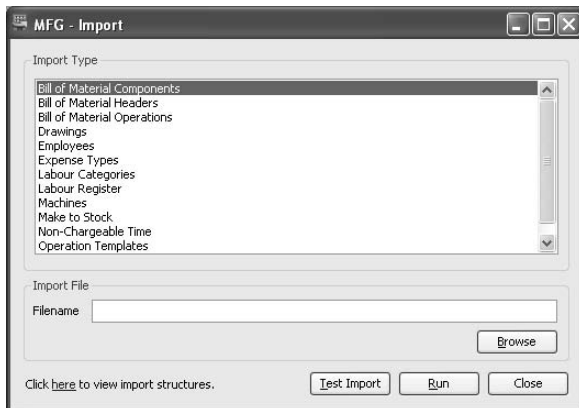 MFG - Import
Import Type
Bill of Material Components
Bill of Material Headers
Bill of Material Operations
Drawings
Employees
Expense Types
Labour Categories
Labour Register
Machines
Make to Stock
Non-Chargeable Time
Operation Templates
Import File
Filename
Browse
Click here to view import structures.
Test Import
Run
Close